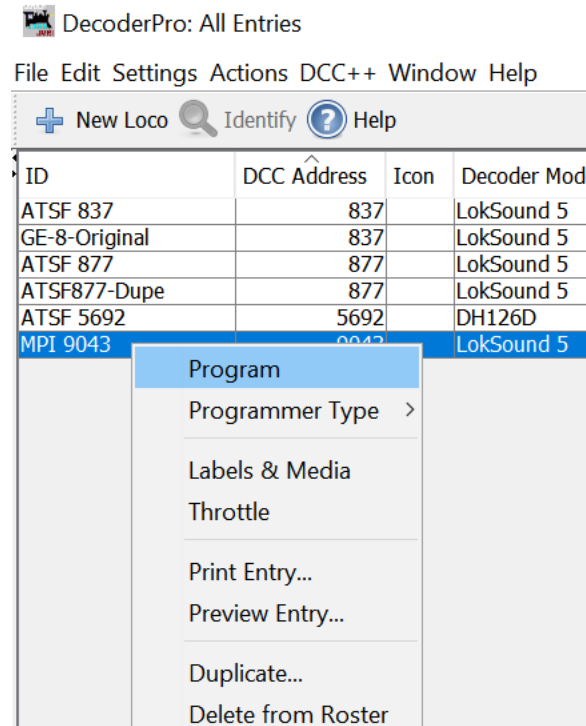 DecoderPro: All Entries
File Edit Settings Actions DCC++ Window Help
New Loco Identify Help
ID DCC Address Icon Decoder Mod
ATSF 837 837 LokSound 5
GE-8-Original 837 LokSound 5
ATSF 877 877 LokSound 5
ATSF877-Dupe 877 LokSound 5
ATSF 5692 5692 DH126D
MPI 9043 9043 LokSound 5
Program
Programmer Type
Labels & Media
Throttle
Print Entry...
Preview Entry...
Duplicate...
Delete from Roster